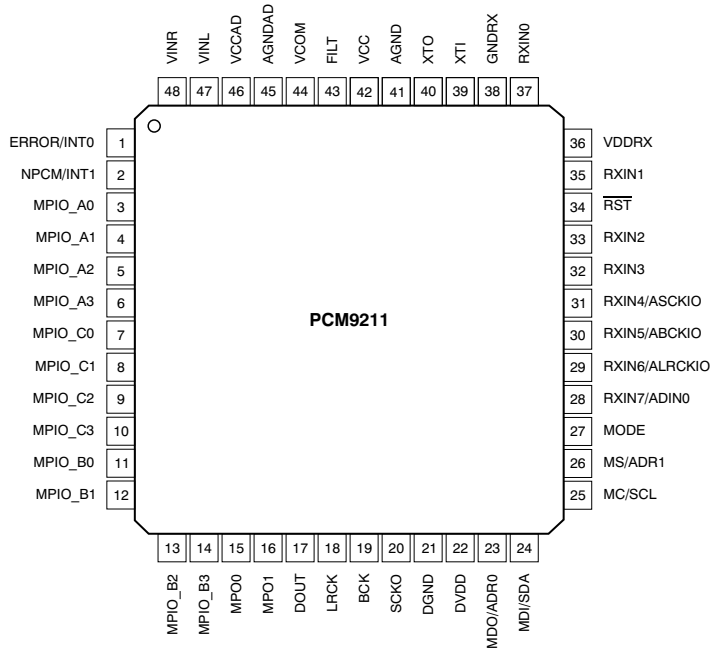 VINR
VINL
VCCAD
AGNDAD
VCOM
FILT
VCC
AGND
XTO
XTI
GNDRX
RXIN0
48 47 46 45 44 43 42 41 40 39 38 37
ERROR/INT0 1
NPCM/INT1 2
MPIO_A0 3
MPIO_A1 4
MPIO_A2 5
MPIO_A3 6
MPIO_C0 7
MPIO_C1 8
MPIO_C2 9
MPIO_C3 10
MPIO_B0 11
MPIO_B1 12
PCM9211
36 VDDRX
35 RXIN1
34 RST
33 RXIN2
32 RXIN3
31 RXIN4/ASCKIO
30 RXIN5/ABCKIO
29 RXIN6/ALRCKIO
28 RXIN7/ADIN0
27 MODE
26 MS/ADR1
25 MC/SCL
13 14 15 16 17 18 19 20 21 22 23 24
MPIO_B2
MPIO_B3
MPO0
MPO1
DOUT
LRCK
BCK
SCKO
DGND
DVDD
MDO/ADR0
MDI/SDA